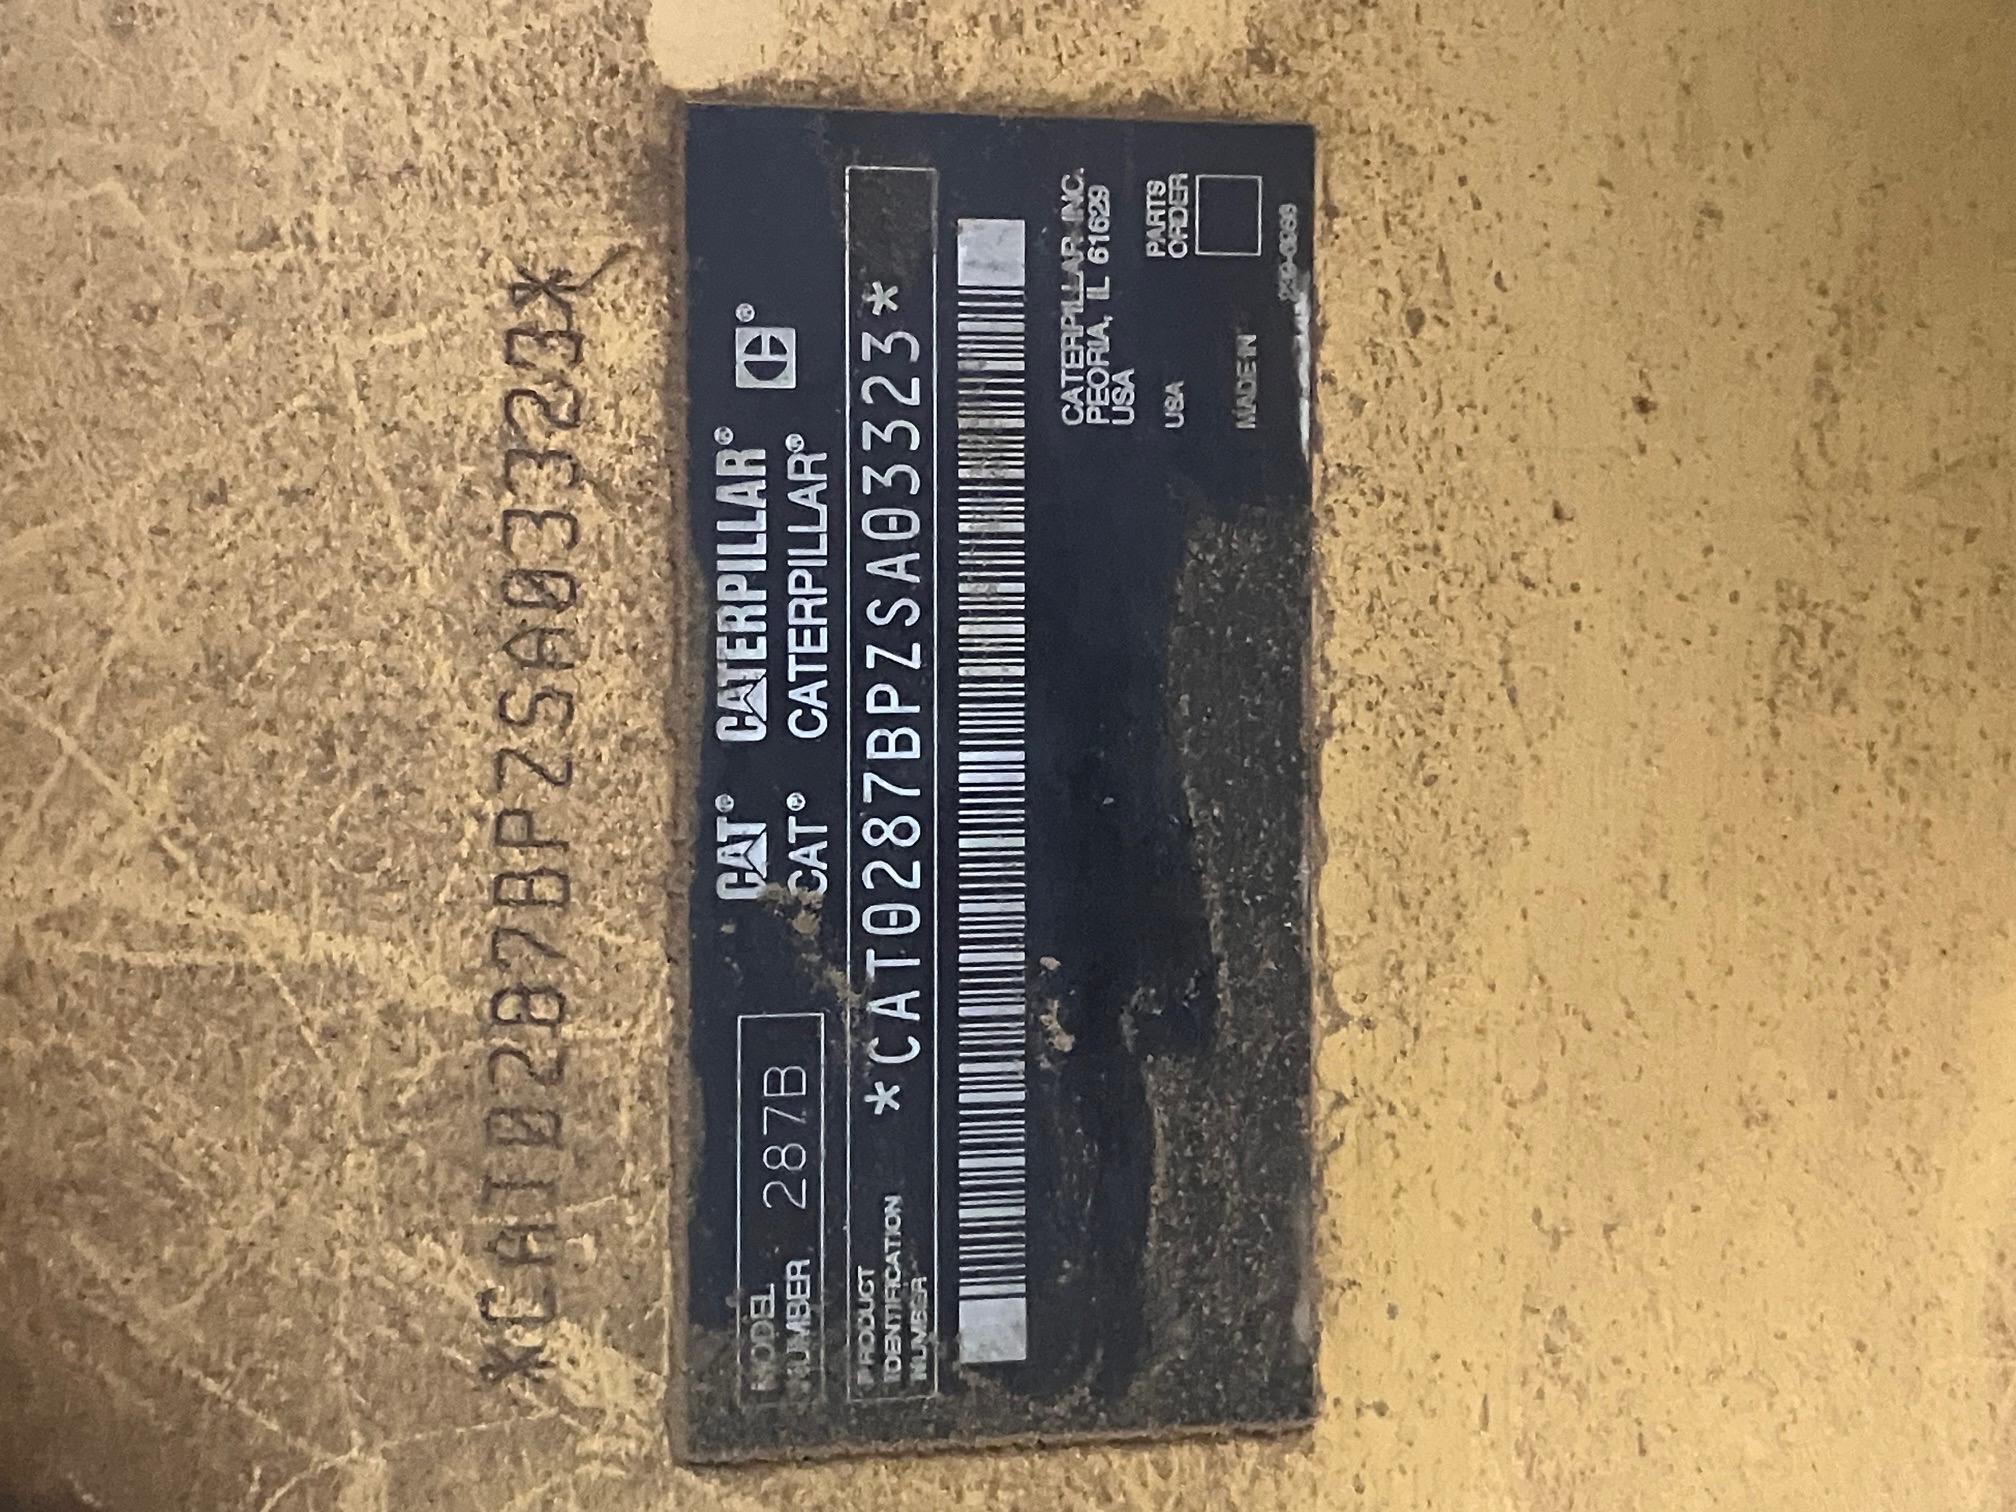 *CAT0287BPZSA03323*
CAT® CATERPILLAR®
CAT® CATERPILLAR®
MODEL
NUMBER 287B
PRODUCT
IDENTIFICATION
NUMBER
*CAT0287BPZSA03323*
CATERPILLAR INC.
PEORIA, IL 61629
USA
USA
MADE IN
PARTS
ORDER